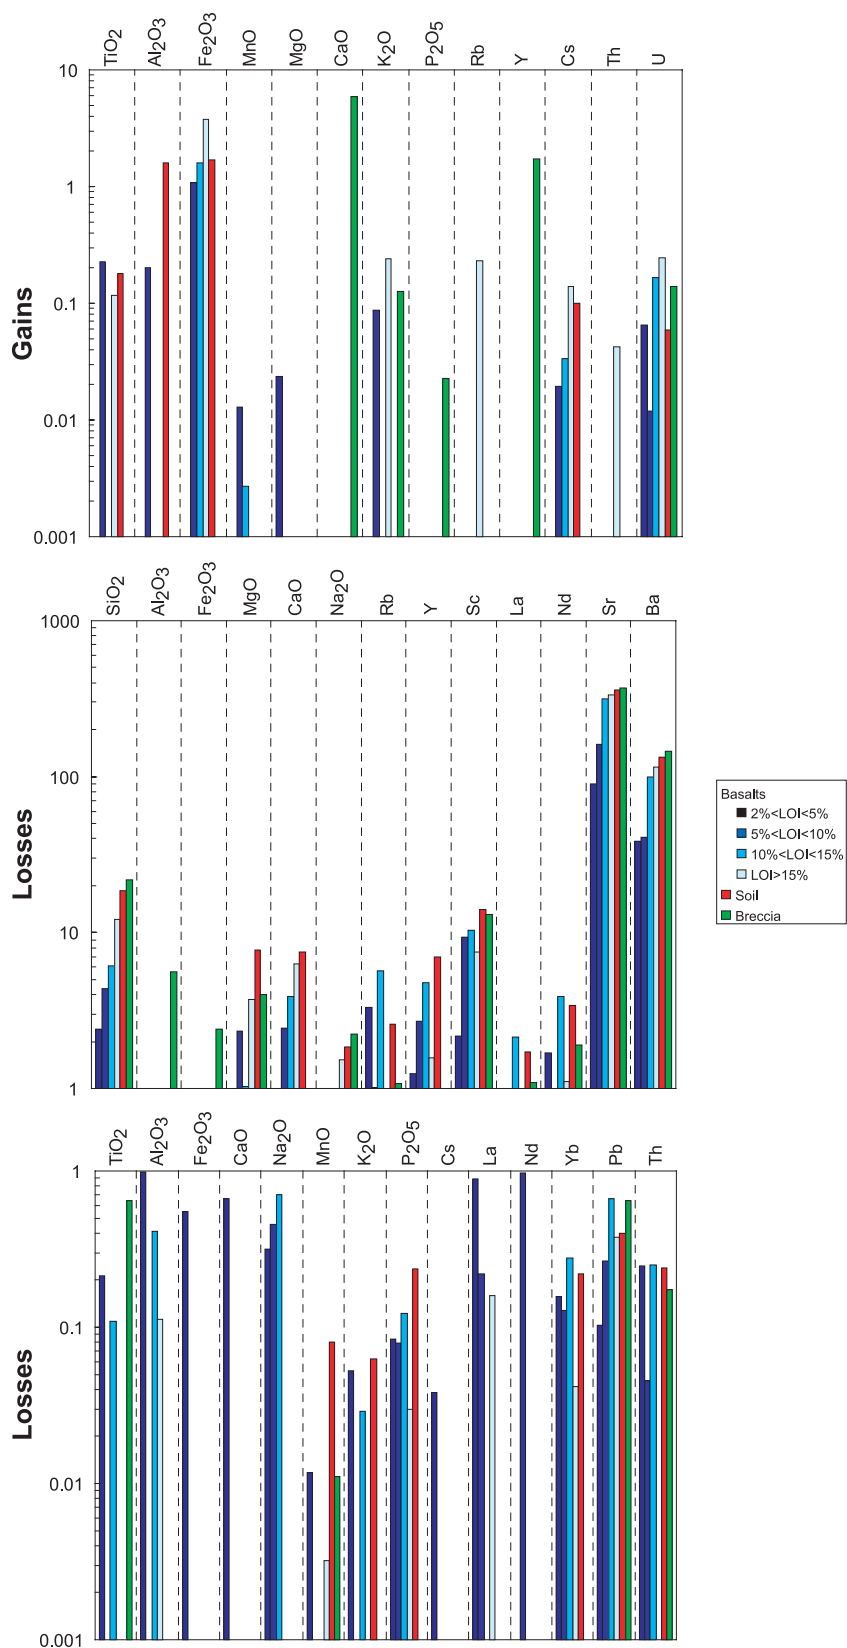 TiO2 Al2O3 Fe2O3 MnO MgO CaO K2O P2O5 Rb Y Cs Th U
10
1
0.1
0.01
0.001
Gains
SiO2 Al2O3 Fe2O3 MgO CaO Na2O Rb Y Sc La Nd Sr Ba
1000
100
10
1
Losses
Basalts
2%<LOI<5%
5%<LOI<10%
10%<LOI<15%
LOI>15%
Soil
Breccia
TiO2 Al2O3 Fe2O3 CaO Na2O MnO K2O P2O5 Cs La Nd Yb Pb Th
1
0.1
0.01
0.001
Losses